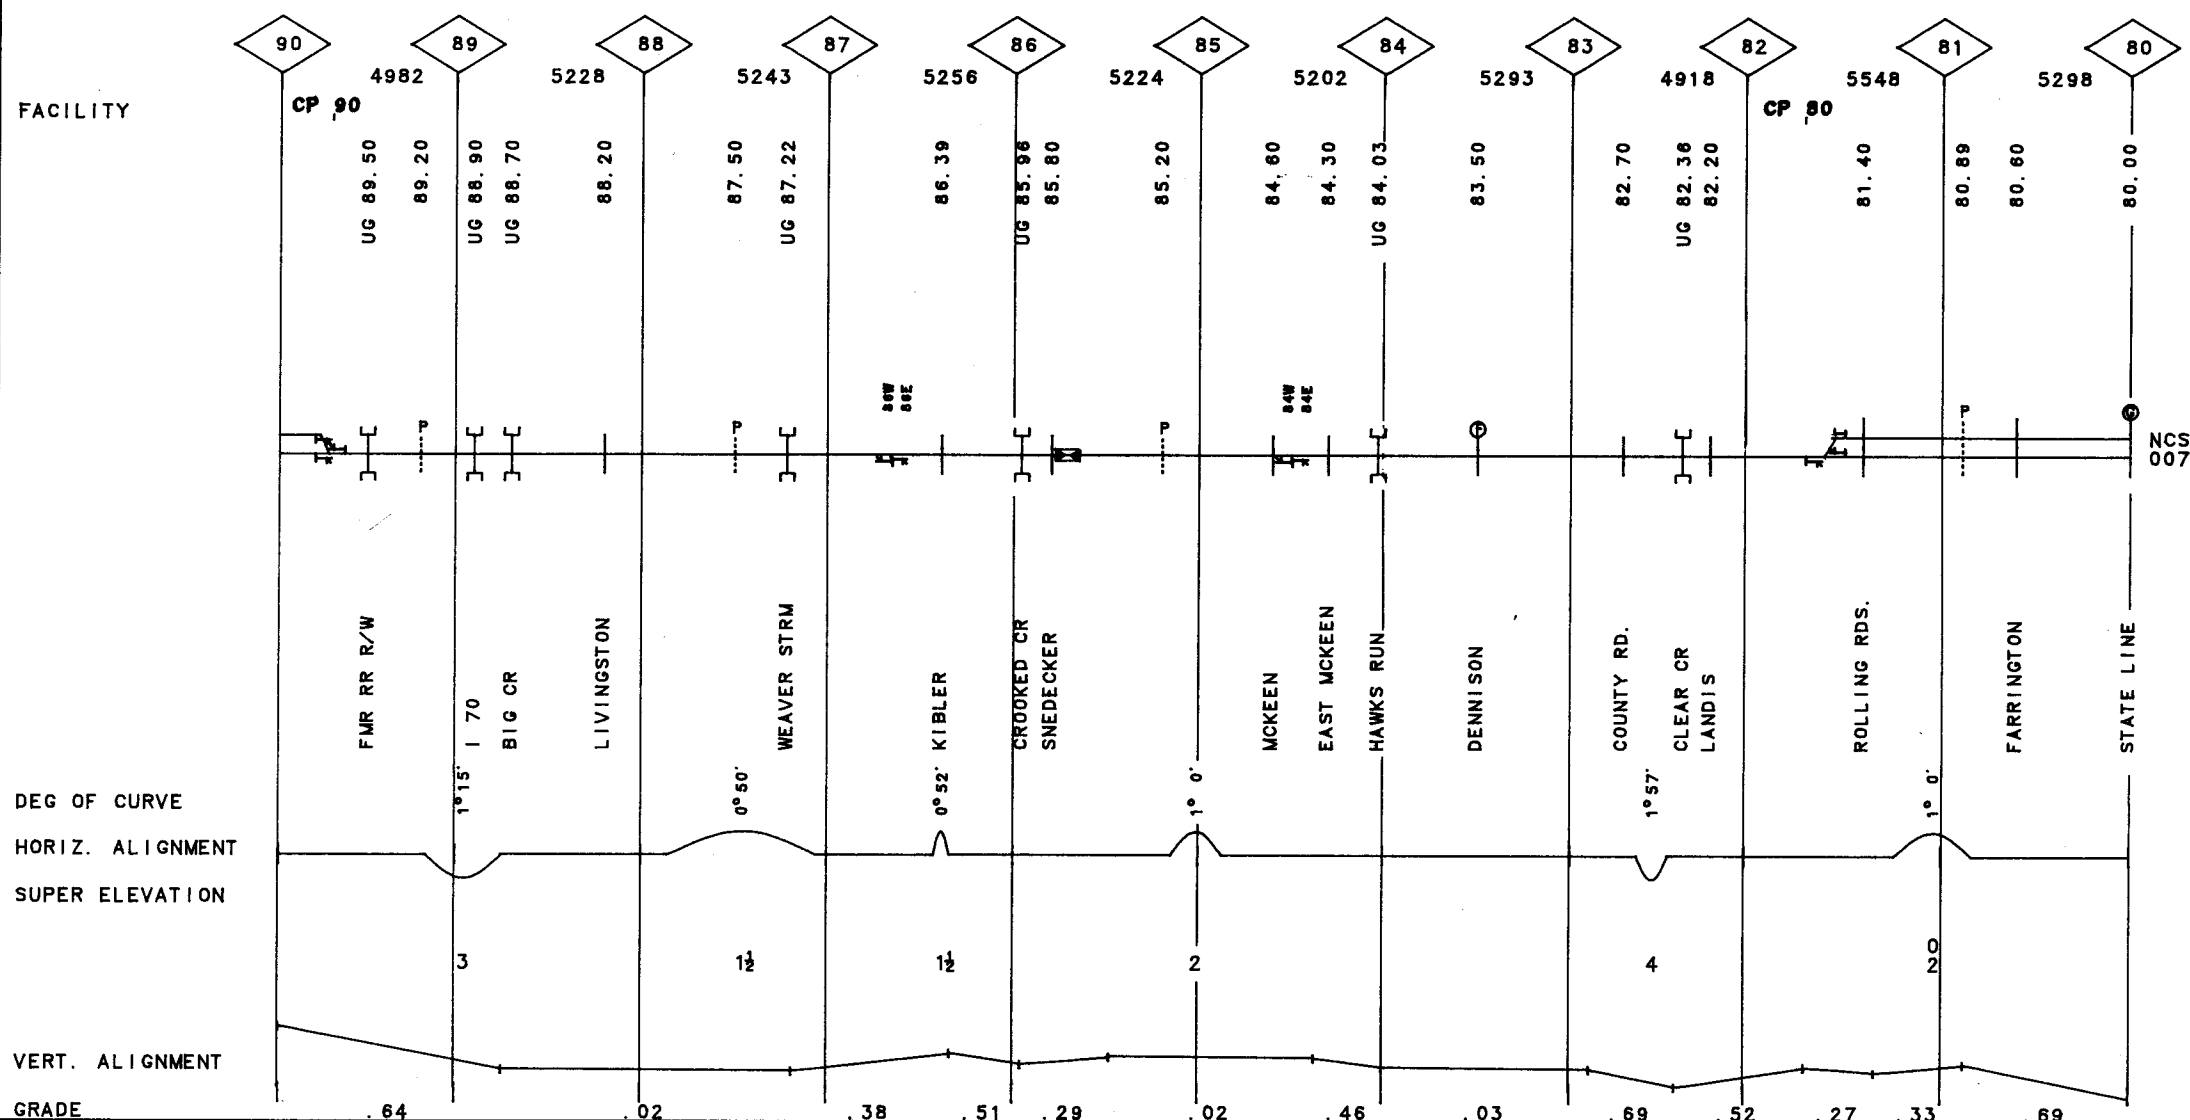 90 89 88 87 86 85 84 83 82 81 80
4982 5228 5243 5256 5224 5202 5293 4918 5548 5298
FACILITY
CP 90
CP 80
UG 89.50
89.20
UG 88.90
UG 88.70
88.20
87.50
UG 87.22
86.39
UG 85.96
85.80
85.20
84.60
84.30
UG 84.03
83.50
82.70
UG 82.36
82.20
81.40
80.89
80.60
80.00
86W
86E
84W
84E
P
P
P
F
P
G
NCS
007
FMR RR R/W
I 70
BIG CR
LIVINGSTON
WEAVER STRM
KIBLER
CROOKED CR
SNEDECKER
MCKEEN
EAST MCKEEN
HAWKS RUN
DENNISON
COUNTY RD.
CLEAR CR
LANDIS
ROLLING RDS.
FARRINGTON
STATE LINE
DEG OF CURVE
1°15'
0°50'
0°52'
1° 0'
1°57'
1° 0'
HORIZ. ALIGNMENT
SUPER ELEVATION
3 1½ 1½ 2 4 0
2
VERT. ALIGNMENT
GRADE .64 .02 .38 .51 .29 .02 .46 .03 .69 .52 .27 .33 .69